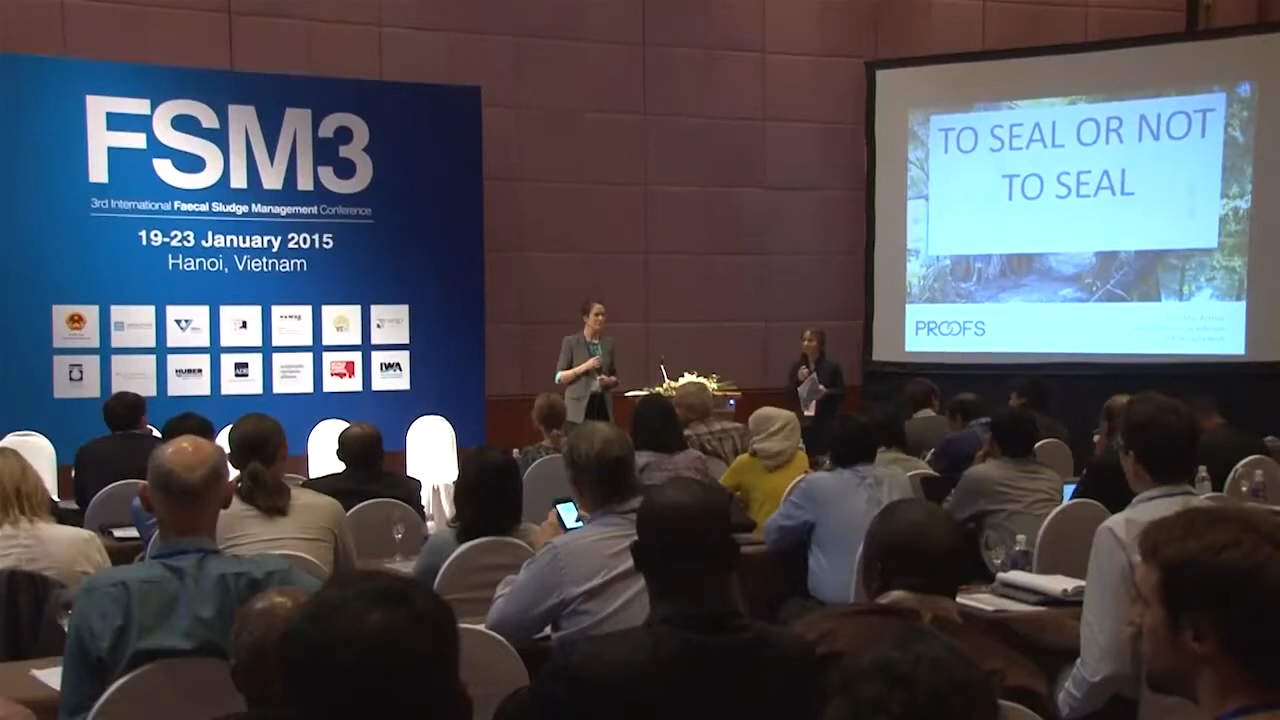 FSM3
3rd International Faecal Sludge Management Conference
19-23 January 2015
Hanoi, Vietnam
HUBER
ADB
IWA
TO SEAL OR NOT
TO SEAL
PROOFS